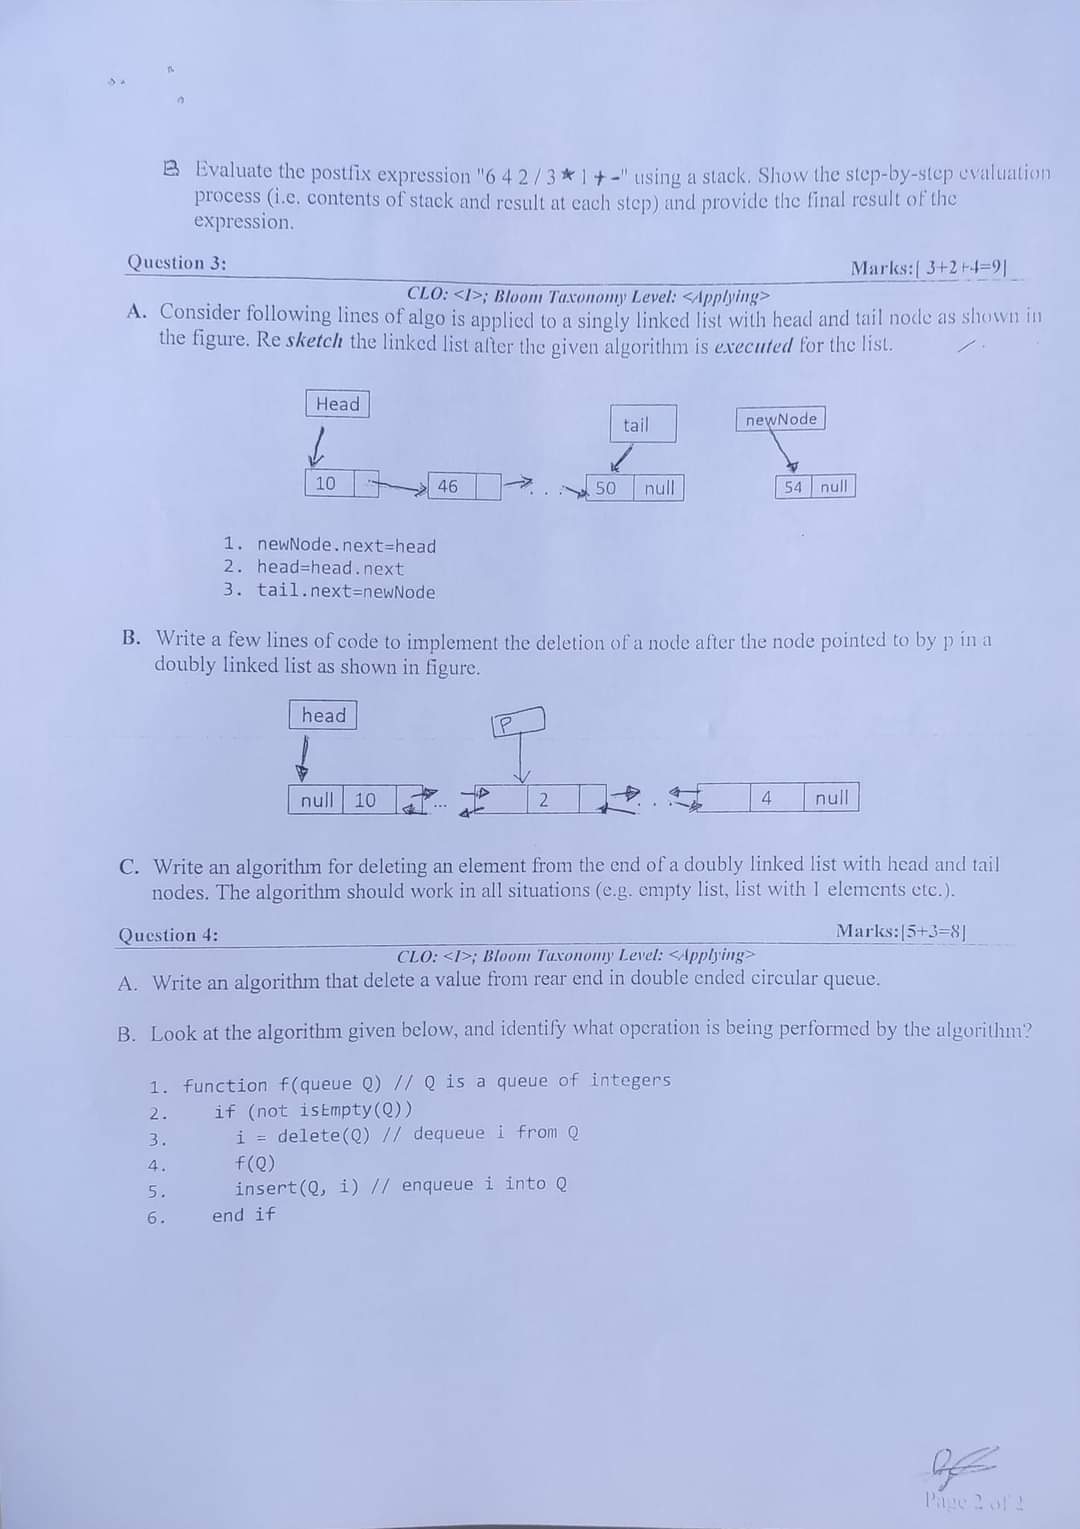 B Evaluate the postfix expression "6 4 2 / 3 * 1 + -" using a stack. Show the step-by-step evaluation
process (i.e. contents of stack and result at each step) and provide the final result of the
expression.
Question 3: Marks:[ 3+2+4=9]
CLO: <1>; Bloom Taxonomy Level: <Applying>
A. Consider following lines of algo is applied to a singly linked list with head and tail node as shown in
the figure. Re sketch the linked list after the given algorithm is executed for the list.
Head
tail
newNode
10 46 . . . 50 null 54 null
1. newNode.next=head
2. head=head.next
3. tail.next=newNode
B. Write a few lines of code to implement the deletion of a node after the node pointed to by p in a
doubly linked list as shown in figure.
head
P
null 10 ... 2 . . 4 null
C. Write an algorithm for deleting an element from the end of a doubly linked list with head and tail
nodes. The algorithm should work in all situations (e.g. empty list, list with 1 elements etc.).
Question 4: Marks:[5+3=8]
CLO: <1>; Bloom Taxonomy Level: <Applying>
A. Write an algorithm that delete a value from rear end in double ended circular queue.
B. Look at the algorithm given below, and identify what operation is being performed by the algorithm?
1. function f(queue Q) // Q is a queue of integers
2. if (not isEmpty(Q))
3. i = delete(Q) // dequeue i from Q
4. f(Q)
5. insert(Q, i) // enqueue i into Q
6. end if
Page 2 of 2